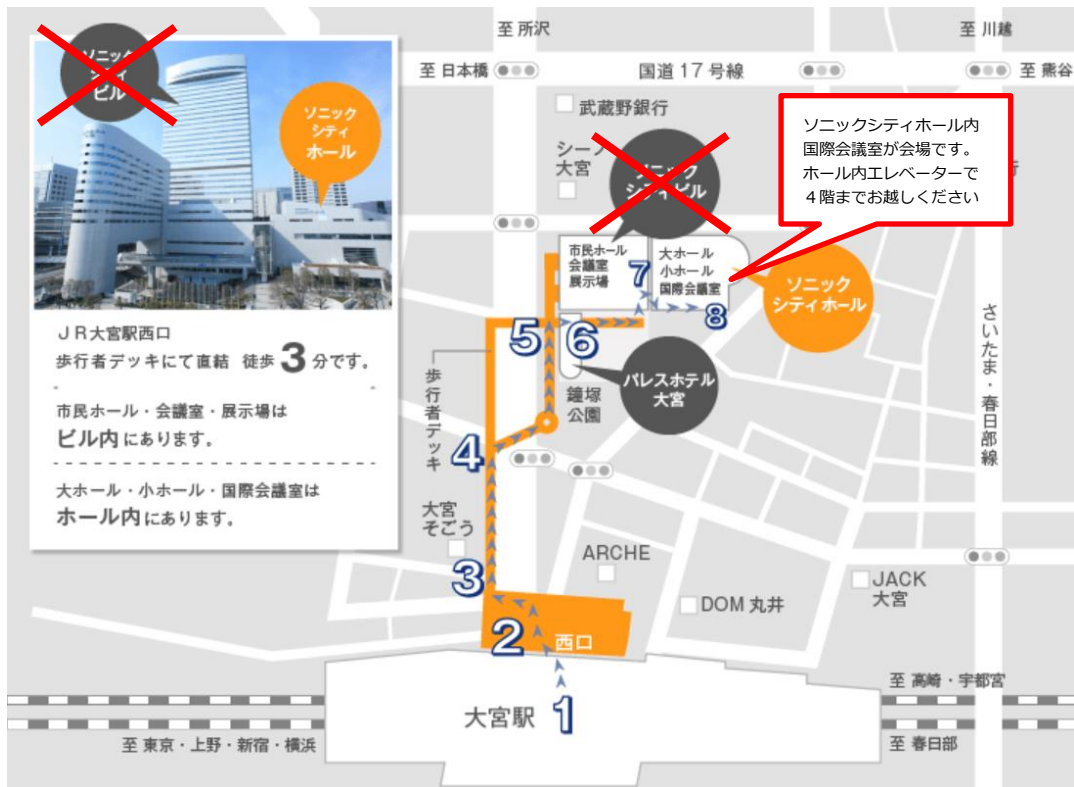 ソニック
シティ
ビル
ソニック
シティ
ホール
JR大宮駅西口
歩行者デッキにて直結 徒歩3分です。
市民ホール・会議室・展示場は
ビル内にあります。
大ホール・小ホール・国際会議室は
ホール内にあります。
至 所沢
至 川越
至 日本橋
国道17号線
至 熊谷
武蔵野銀行
シーノ
大宮
ソニック
シティビル
ソニックシティホール内
国際会議室が会場です。
ホール内エレベーターで
4階までお越しください
行
市民ホール
会議室
展示場
7
大ホール
小ホール
国際会議室
8
ソニック
シティホール
5
6
パレスホテル
大宮
鐘塚
公園
歩行者デッキ
4
さいたま・春日部線
大宮
そごう
3
ARCHE
JACK
大宮
DOM 丸井
2
西口
大宮駅
1
至 高崎・宇都宮
至 東京・上野・新宿・横浜
至 春日部